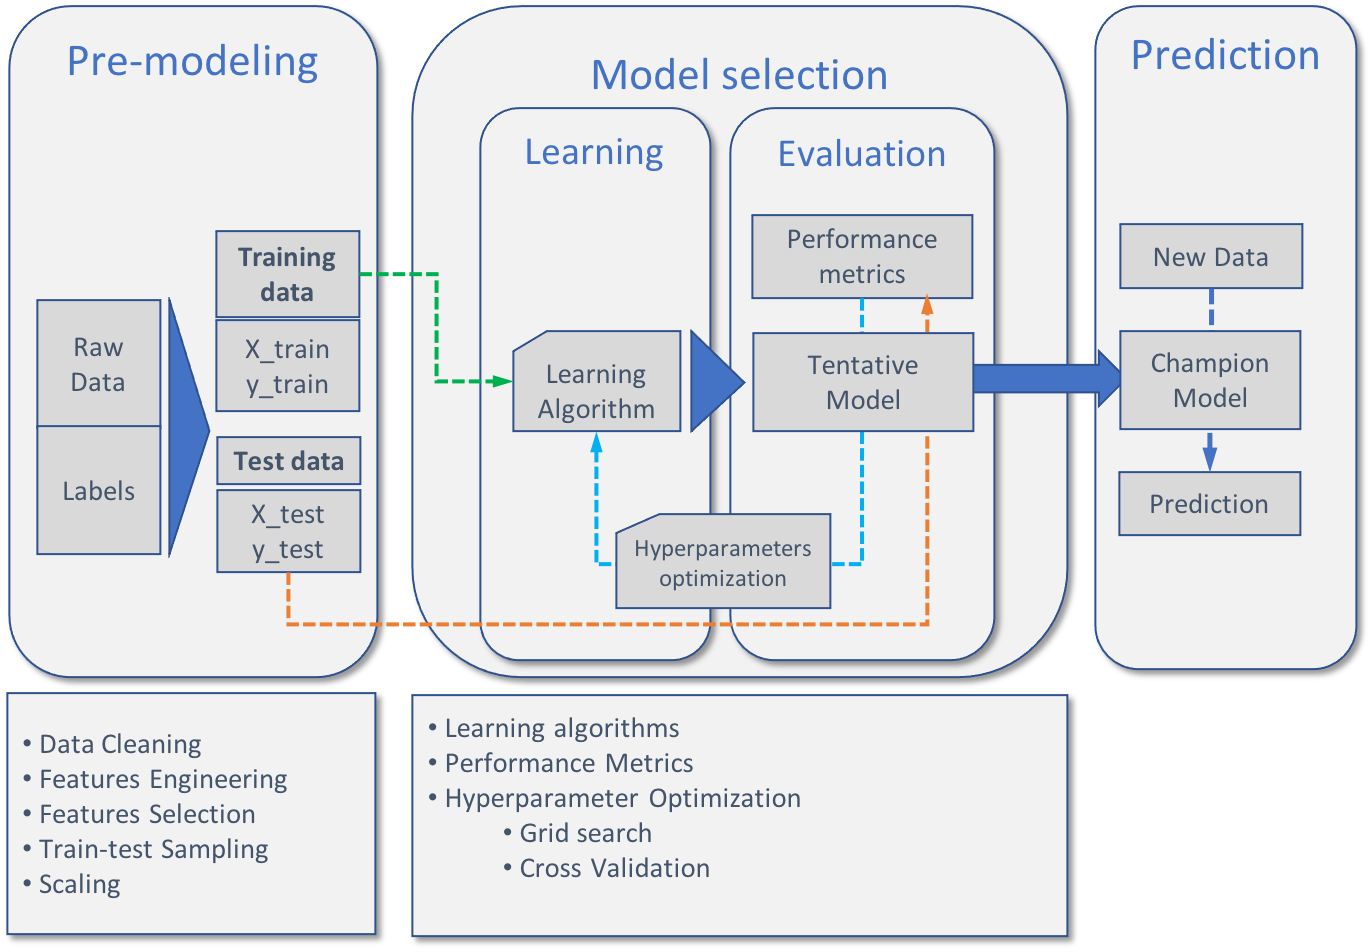 Pre-modeling
Raw
Data
Labels
Training
data
X_train
y_train
Test data
X_test
y_test
Model selection
Learning
Learning
Algorithm
Evaluation
Performance
metrics
Tentative
Model
Hyperparameters
optimization
Prediction
New Data
Champion
Model
Prediction
• Data Cleaning
• Features Engineering
• Features Selection
• Train-test Sampling
• Scaling
• Learning algorithms
• Performance Metrics
• Hyperparameter Optimization
• Grid search
• Cross Validation